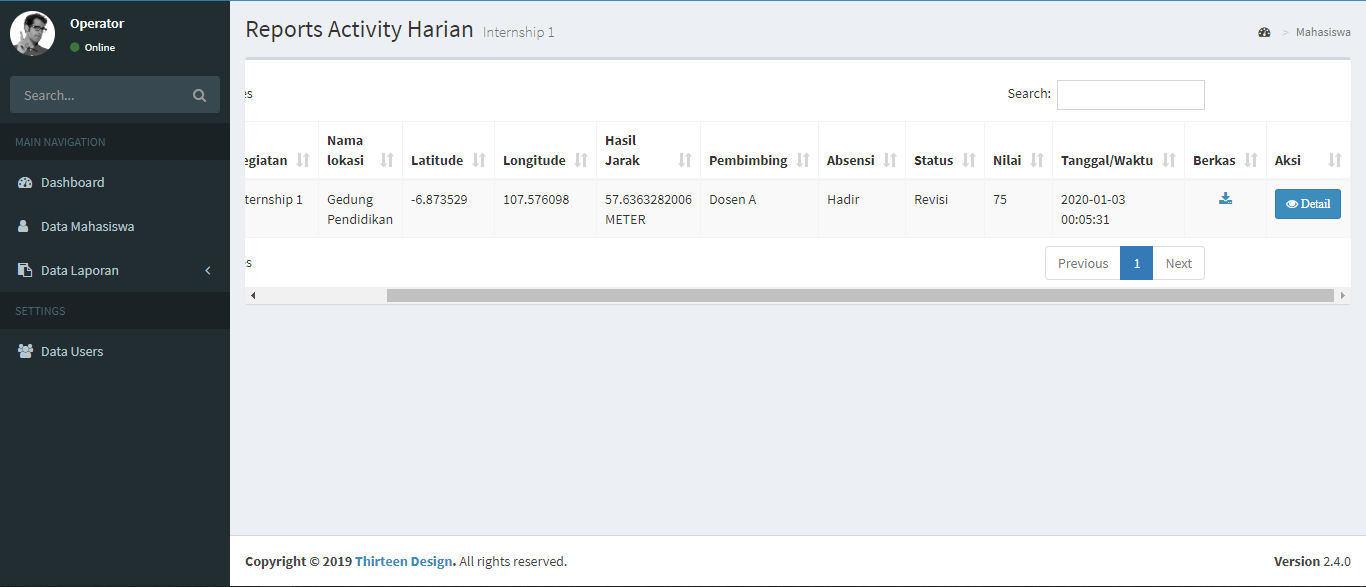 Operator
Online
Search...
MAIN NAVIGATION
Dashboard
Data Mahasiswa
Data Laporan
SETTINGS
Data Users
Reports Activity Harian Internship 1
> Mahasiswa
es
Search:
egiatan Nama lokasi Latitude Longitude Hasil Jarak Pembimbing Absensi Status Nilai Tanggal/Waktu Berkas Aksi
ternship 1 Gedung Pendidikan -6.873529 107.576098 57.6363282006 METER Dosen A Hadir Revisi 75 2020-01-03 00:05:31 Detail
s
Previous 1 Next
Copyright © 2019 Thirteen Design. All rights reserved.
Version 2.4.0